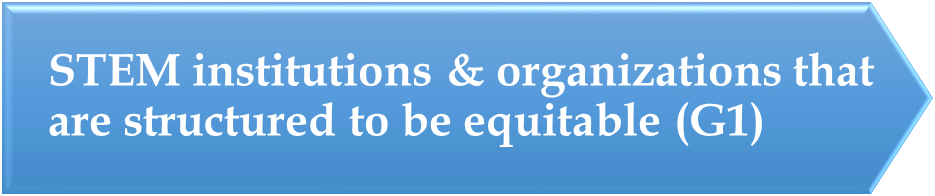 STEM institutions & organizations that
are structured to be equitable (G1)